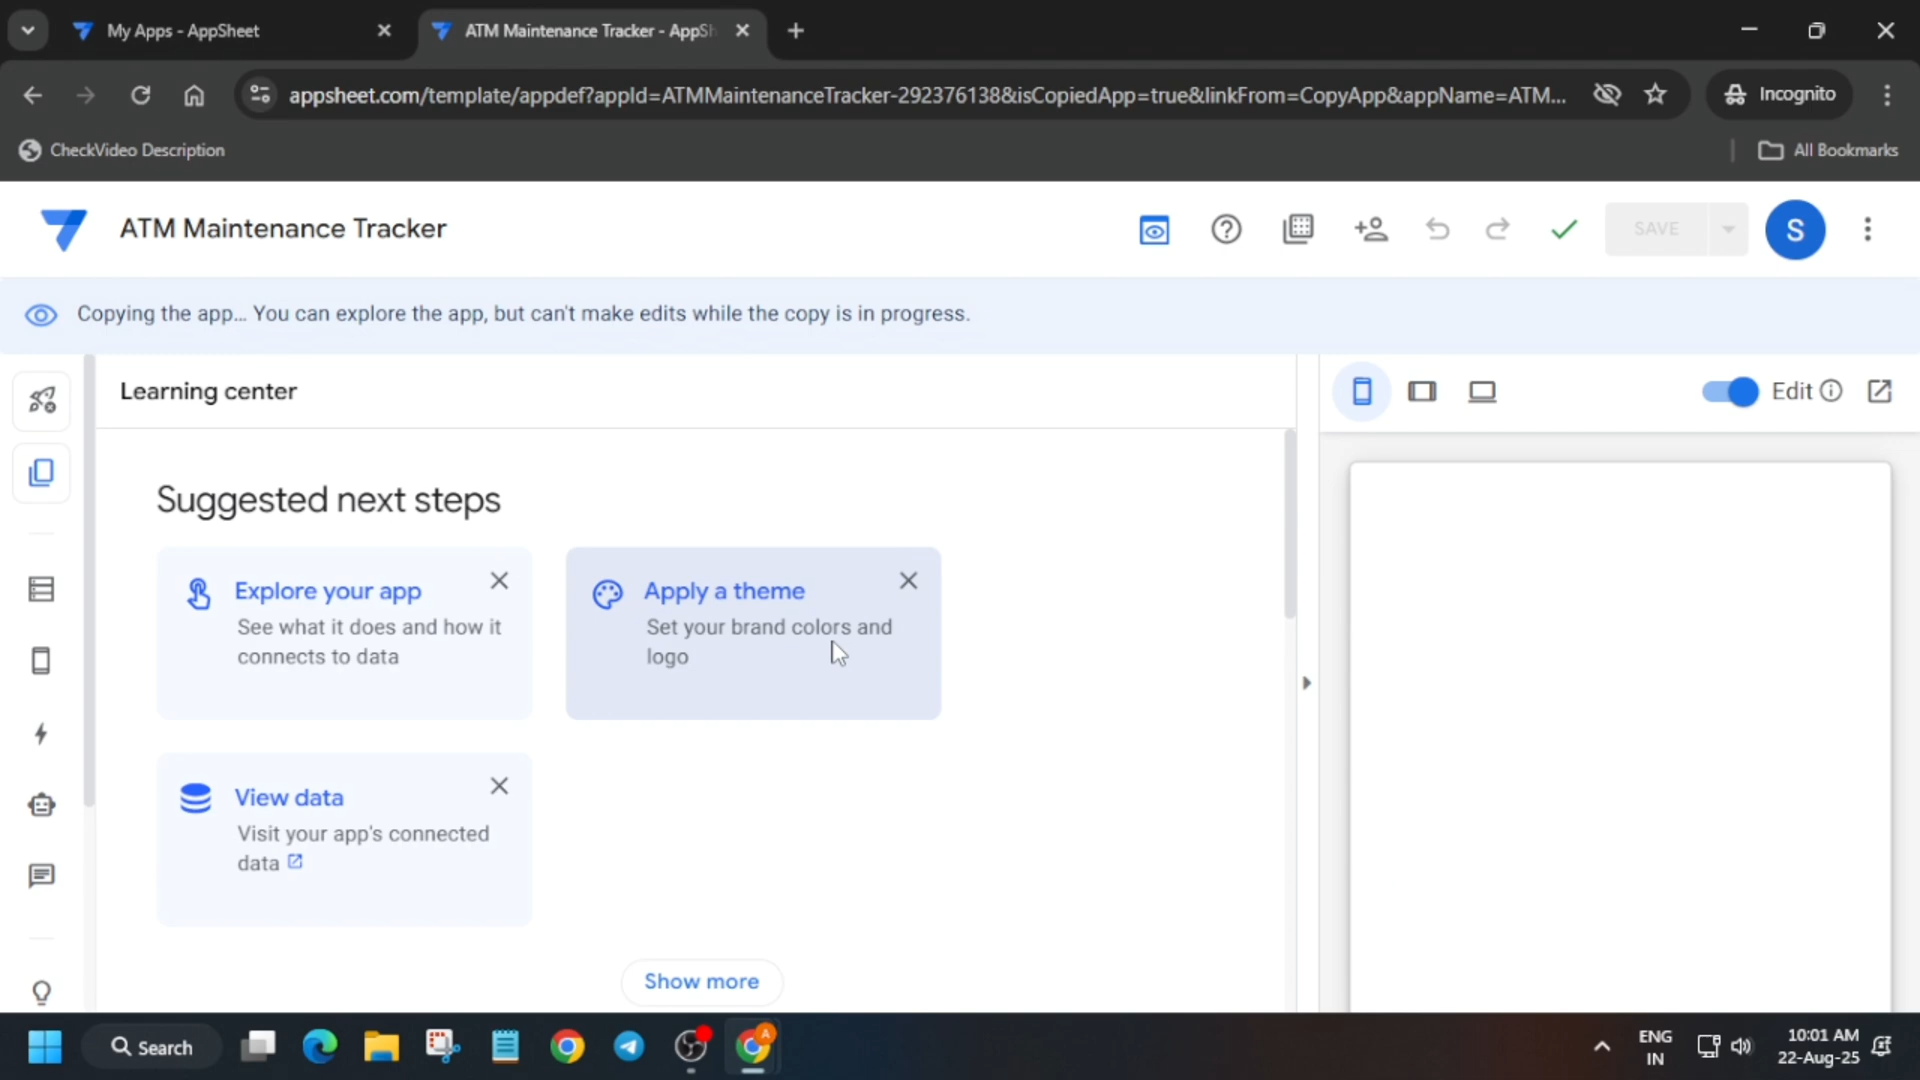 My Apps - AppSheet
ATM Maintenance Tracker - AppSh
appsheet.com/template/appdef?appId=ATMMaintenanceTracker-292376138&isCopiedApp=true&linkFrom=CopyApp&appName=ATM...
Incognito
CheckVideo Description
All Bookmarks
ATM Maintenance Tracker
SAVE
S
Copying the app... You can explore the app, but can't make edits while the copy is in progress.
Learning center
Edit
Suggested next steps
Explore your app
See what it does and how it
connects to data
Apply a theme
Set your brand colors and
logo
View data
Visit your app's connected
data
Show more
Search
A
ENG
IN
10:01 AM
22-Aug-25